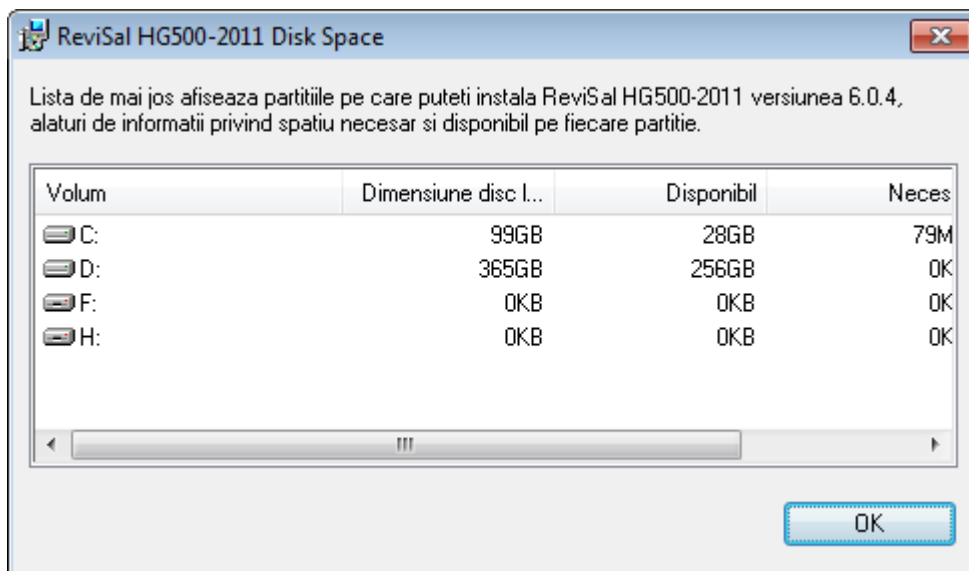 ReviSal HG500-2011 Disk Space
Lista de mai jos afiseaza partitiile pe care puteti instala ReviSal HG500-2011 versiunea 6.0.4,
alaturi de informatii privind spatiu necesar si disponibil pe fiecare partitie.
Volum Dimensiune disc l... Disponibil Neces
C: 99GB 28GB 79M
D: 365GB 256GB 0K
F: 0KB 0KB 0K
H: 0KB 0KB 0K
OK